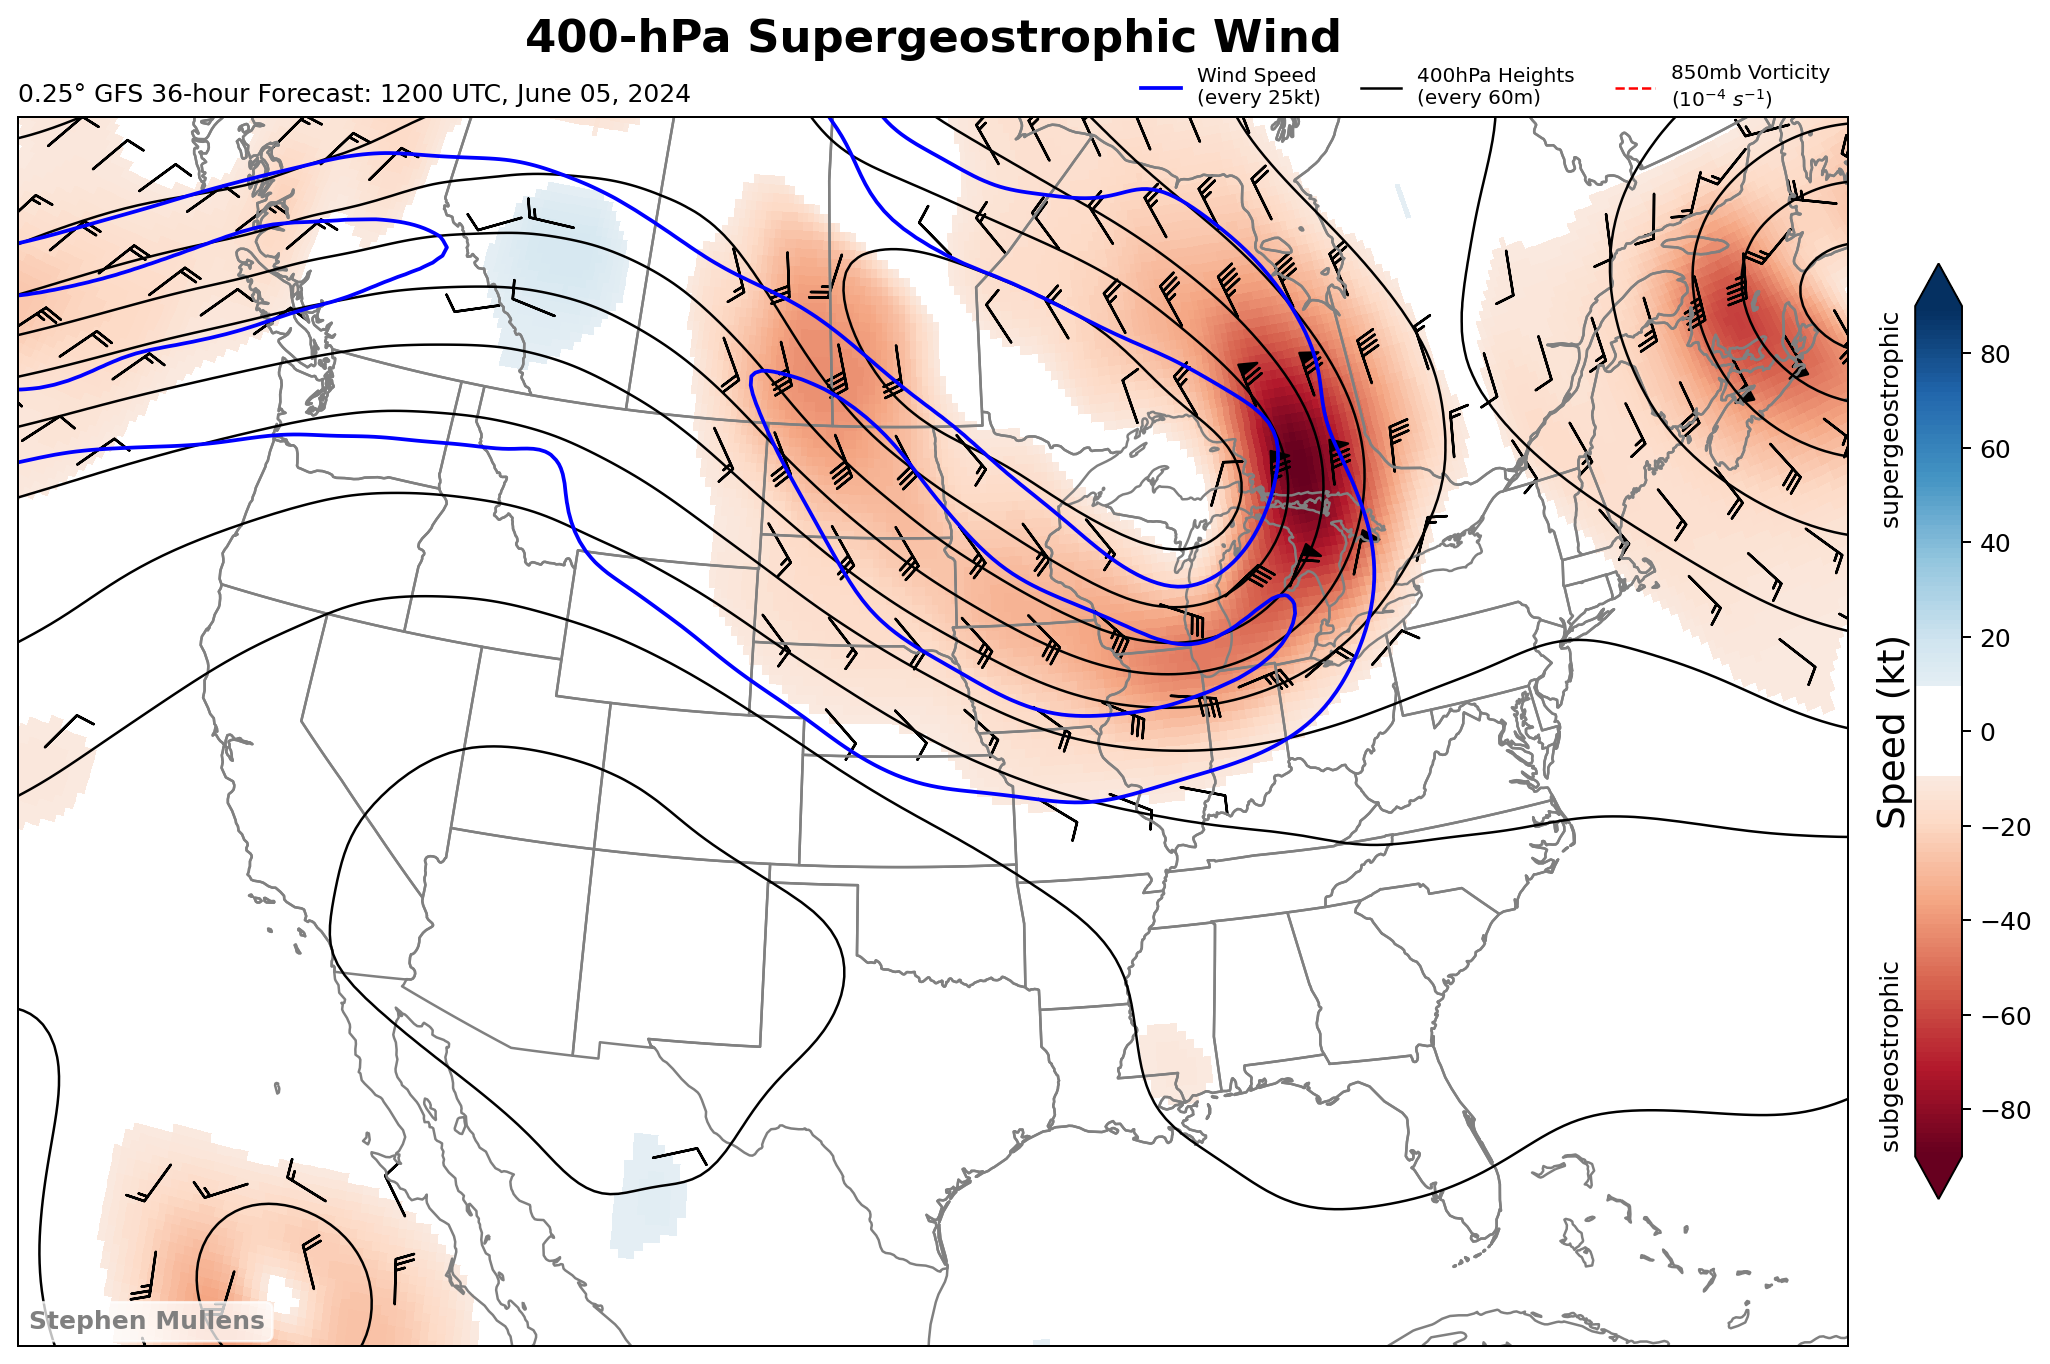 400-hPa Supergeostrophic Wind
0.25° GFS 36-hour Forecast: 1200 UTC, June 05, 2024
Wind Speed
(every 25kt)
400hPa Heights
(every 60m)
850mb Vorticity
(10⁻⁴ s⁻¹)
supergeostrophic
Speed (kt)
subgeostrophic
80
60
40
20
0
−20
−40
−60
−80
Stephen Mullens